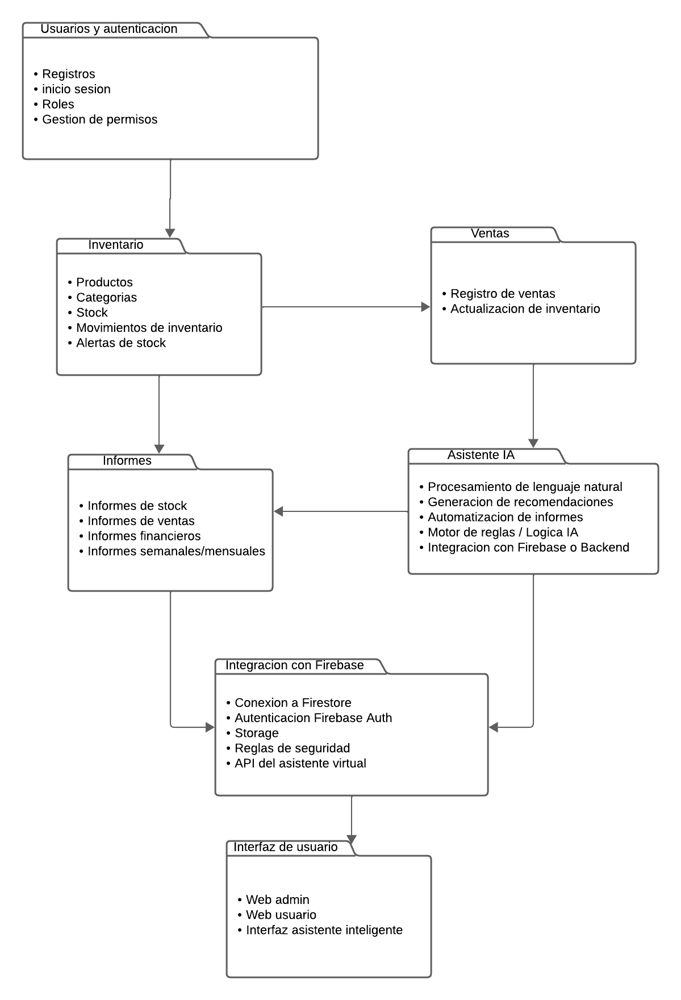 Usuarios y autenticacion
• Registros
• inicio sesion
• Roles
• Gestion de permisos
Inventario
• Productos
• Categorias
• Stock
• Movimientos de inventario
• Alertas de stock
Ventas
• Registro de ventas
• Actualizacion de inventario
Informes
• Informes de stock
• Informes de ventas
• Informes financieros
• Informes semanales/mensuales
Asistente IA
• Procesamiento de lenguaje natural
• Generacion de recomendaciones
• Automatizacion de informes
• Motor de reglas / Logica IA
• Integracion con Firebase o Backend
Integracion con Firebase
• Conexion a Firestore
• Autenticacion Firebase Auth
• Storage
• Reglas de seguridad
• API del asistente virtual
Interfaz de usuario
• Web admin
• Web usuario
• Interfaz asistente inteligente